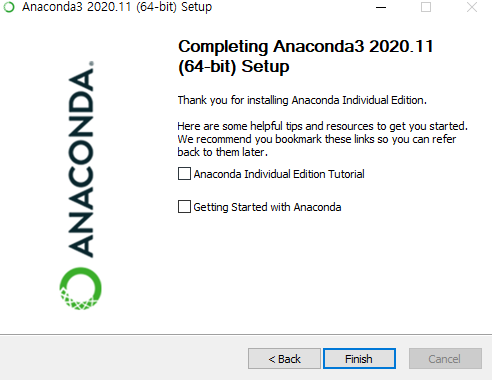 Anaconda3 2020.11 (64-bit) Setup
Completing Anaconda3 2020.11
(64-bit) Setup
Thank you for installing Anaconda Individual Edition.
Here are some helpful tips and resources to get you started.
We recommend you bookmark these links so you can refer
back to them later.
Anaconda Individual Edition Tutorial
Getting Started with Anaconda
ANACONDA.
< Back
Finish
Cancel